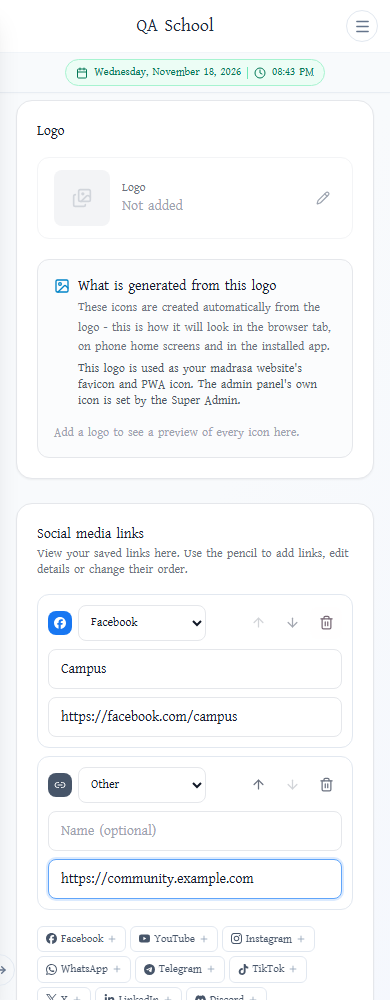 QA School
Wednesday, November 18, 2026 | 08:43 PM
Logo
Logo
Not added
What is generated from this logo
These icons are created automatically from the
logo - this is how it will look in the browser tab,
on phone home screens and in the installed app.
This logo is used as your madrasa website's
favicon and PWA icon. The admin panel's own
icon is set by the Super Admin.
Add a logo to see a preview of every icon here.
Social media links
View your saved links here. Use the pencil to add links, edit
details or change their order.
Facebook
Campus
https://facebook.com/campus
Other
Name (optional)
https://community.example.com
Facebook + YouTube + Instagram +
WhatsApp + Telegram + TikTok +
X + LinkedIn + Discord +